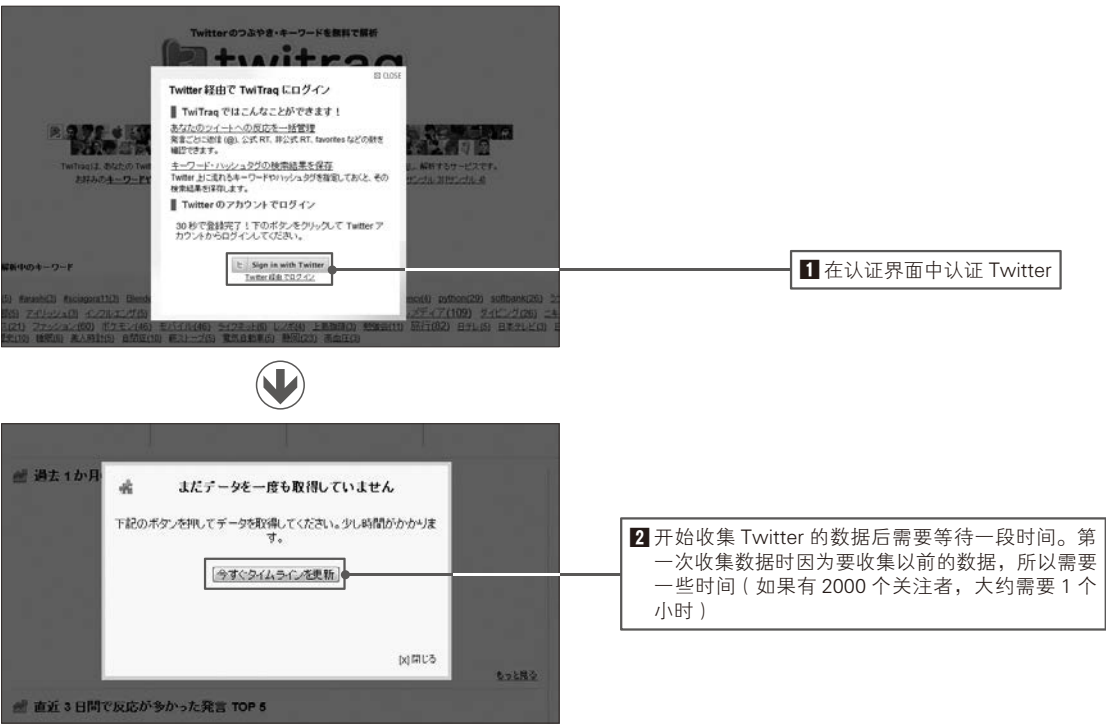 Twitterのつぶやき・キーワードを無料で解析
twitraq
CLOSE
Twitter 経由で TwiTraq にログイン
TwiTraq ではこんなことができます！
あなたのツイートへの反応を一括管理
発言ごとに返信 (@), 公式 RT, 非公式 RT, favorites などの動きを
確認できます。
キーワード・ハッシュタグの検索結果を保存
Twitter 上に流れるキーワードやハッシュタグを指定しておくと、その
検索結果を保存します。
Twitter のアカウントでログイン
30 秒で登録完了！下のボタンをクリックして Twitter ア
カウントからログインしてください。
Sign in with Twitter
Twitter 経由でログイン
解析中のキーワード
1 在认证界面中认证 Twitter
過去 1 か月
まだデータを一度も取得していません
下記のボタンを押してデータを取得してください。少し時間がかかりま
す。
今すぐタイムラインを更新
[x] 閉じる
もっと見る
直近 3 日間で反応が多かった発言 TOP 5
2 开始收集 Twitter 的数据后需要等待一段时间。第
一次收集数据时因为要收集以前的数据，所以需要
一些时间（如果有 2000 个关注者，大约需要 1 个
小时）